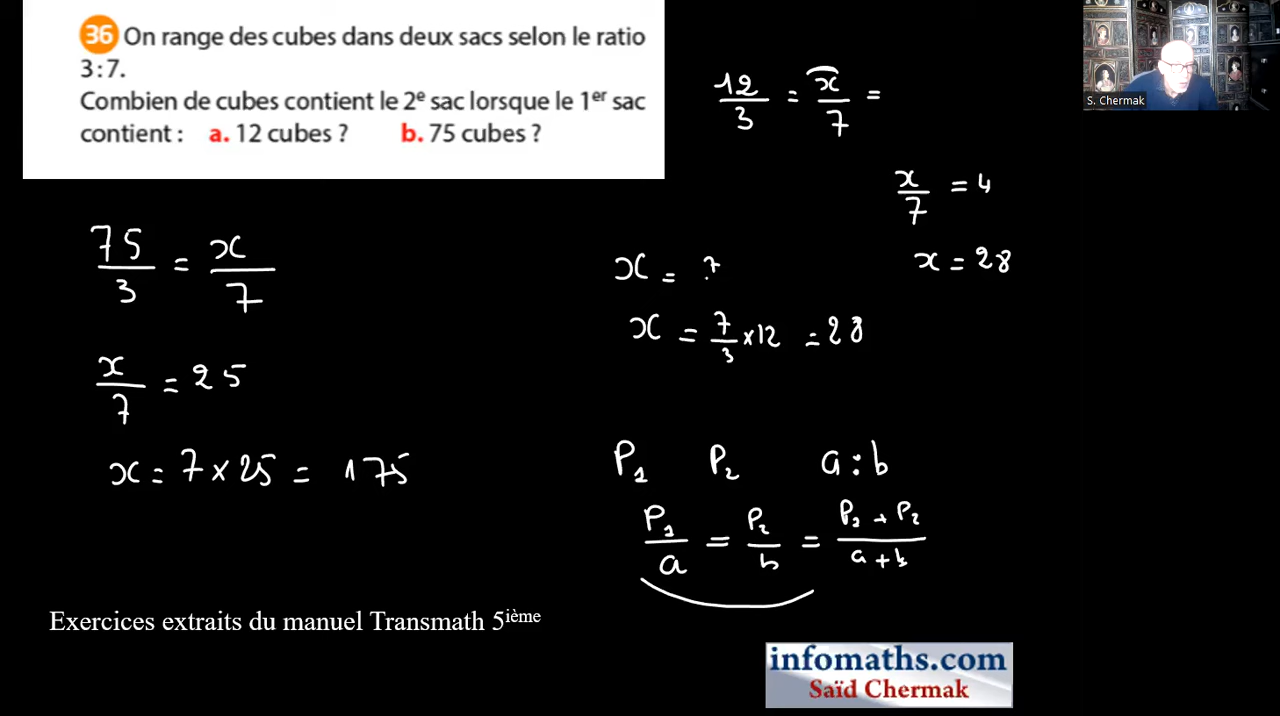 36 On range des cubes dans deux sacs selon le ratio
3 : 7.
Combien de cubes contient le 2e sac lorsque le 1er sac
contient : a. 12 cubes ? b. 75 cubes ?
12/3 = x/7 =
S. Chermak
x/7 = 4
x = 28
75/3 = x/7
x = ?
x = 7/3 × 12 = 28
x/7 = 25
x = 7 × 25 = 175
P1 P2 a : b
P1/a = P2/b = P1 + P2/a + b
Exercices extraits du manuel Transmath 5ième
infomaths.com
Saïd Chermak